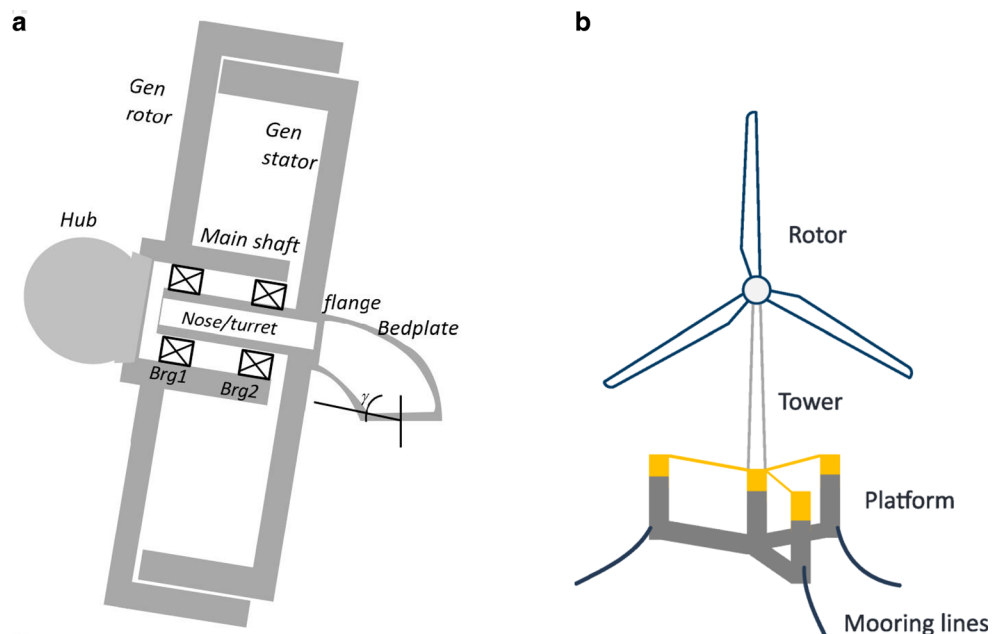 a
Gen
rotor
Gen
stator
Hub
Main shaft
flange
Nose/turret
Bedplate
Brg1
Brg2
γ
b
Rotor
Tower
Platform
Mooring lines